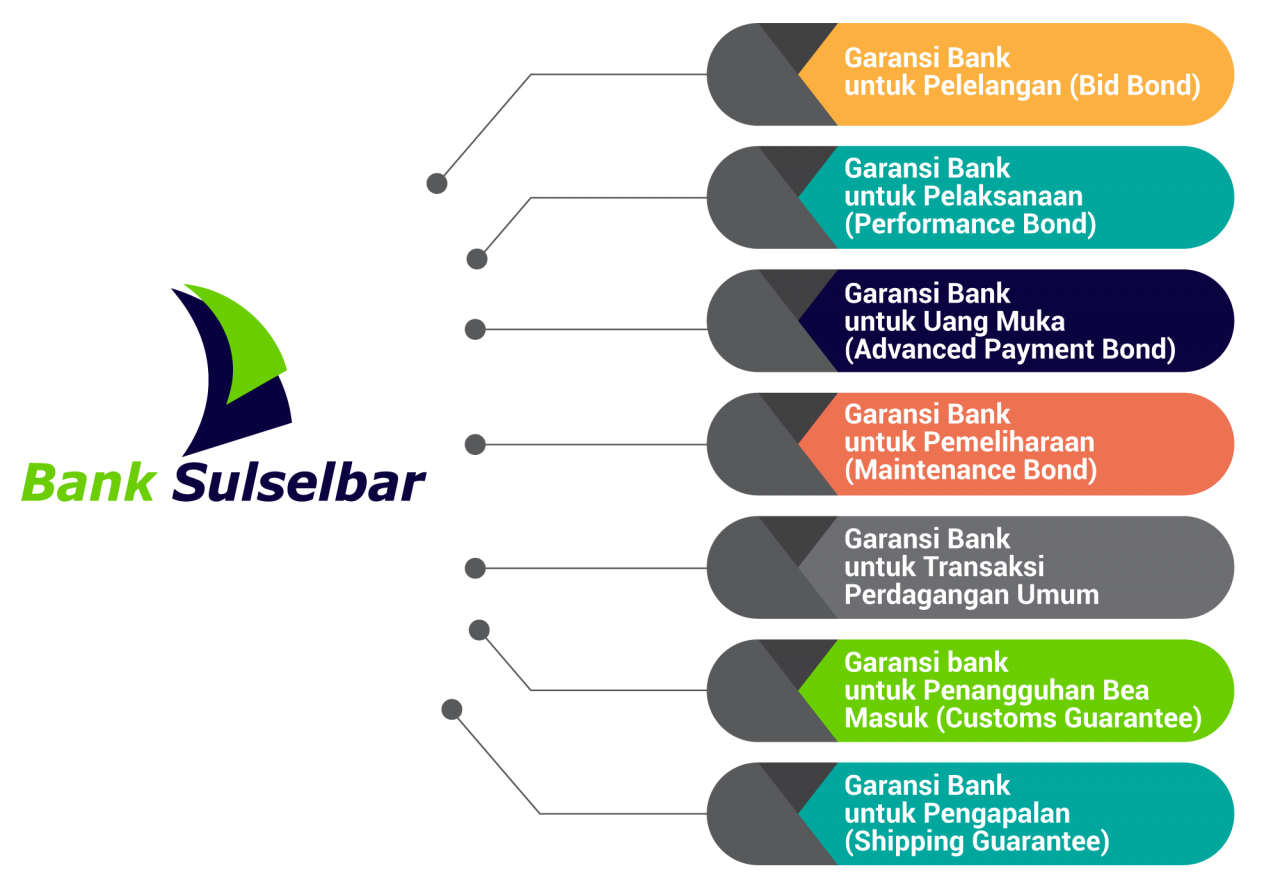 Bank Sulselbar
Garansi Bank
untuk Pelelangan (Bid Bond)
Garansi Bank
untuk Pelaksanaan
(Performance Bond)
Garansi Bank
untuk Uang Muka
(Advanced Payment Bond)
Garansi Bank
untuk Pemeliharaan
(Maintenance Bond)
Garansi Bank
untuk Transaksi
Perdagangan Umum
Garansi bank
untuk Penangguhan Bea
Masuk (Customs Guarantee)
Garansi Bank
untuk Pengapalan
(Shipping Guarantee)